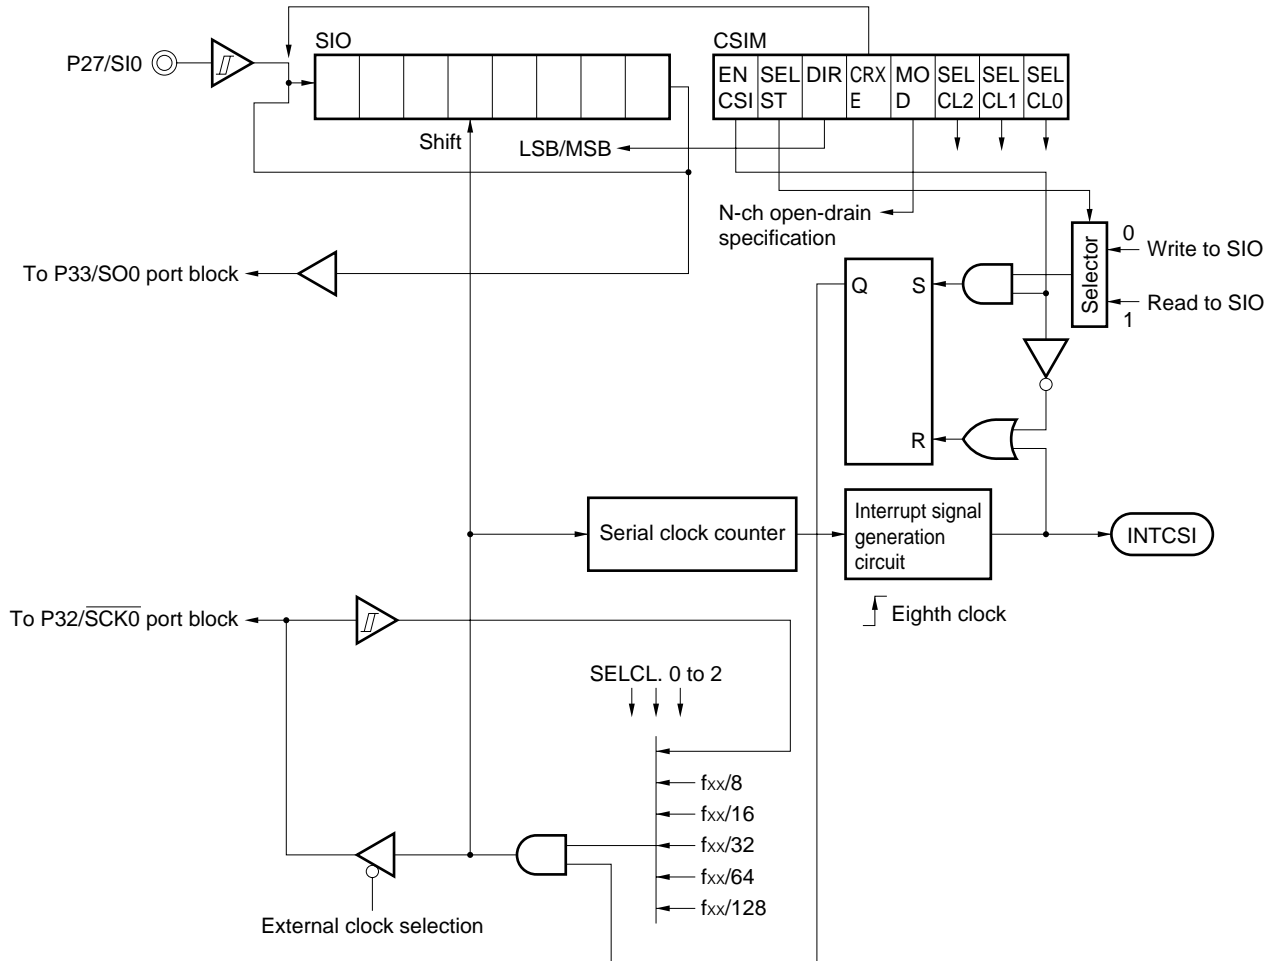 SIO
CSIM
P27/SI0
EN
CSI
SEL
ST
DIR
CRX
E
MO
D
SEL
CL2
SEL
CL1
SEL
CL0
Shift
LSB/MSB
N-ch open-drain
specification
0
Write to SIO
Selector
Read to SIO
1
To P33/SO0 port block
Q
S
R
Serial clock counter
Interrupt signal
generation
circuit
INTCSI
Eighth clock
To P32/S̅C̅K̅0̅ port block
SELCL. 0 to 2
fxx/8
fxx/16
fxx/32
fxx/64
fxx/128
External clock selection